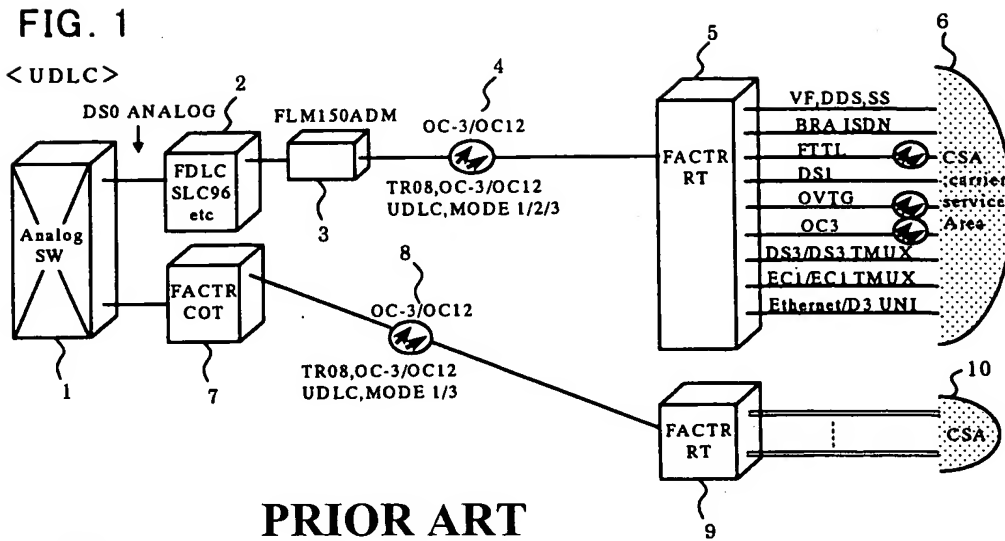 FIG. 1
<UDLC>
DS0 ANALOG
2
FLM150ADM
4
OC-3/OC12
5
6
FDLC
SLC96
etc
3
TR08,OC-3/OC12
UDLC,MODE 1/2/3
FACTR
RT
VF,DDS,SS
BRA ISDN
FTTL
DS1
OVTG
OC3
DS3/DS3 TMUX
EC1/EC1 TMUX
Ethernet/D3 UNI
CSA
carrier
service
Area
Analog
SW
1
FACTR
COT
7
8
OC-3/OC12
TR08,OC-3/OC12
UDLC,MODE 1/3
FACTR
RT
9
10
CSA
PRIOR ART